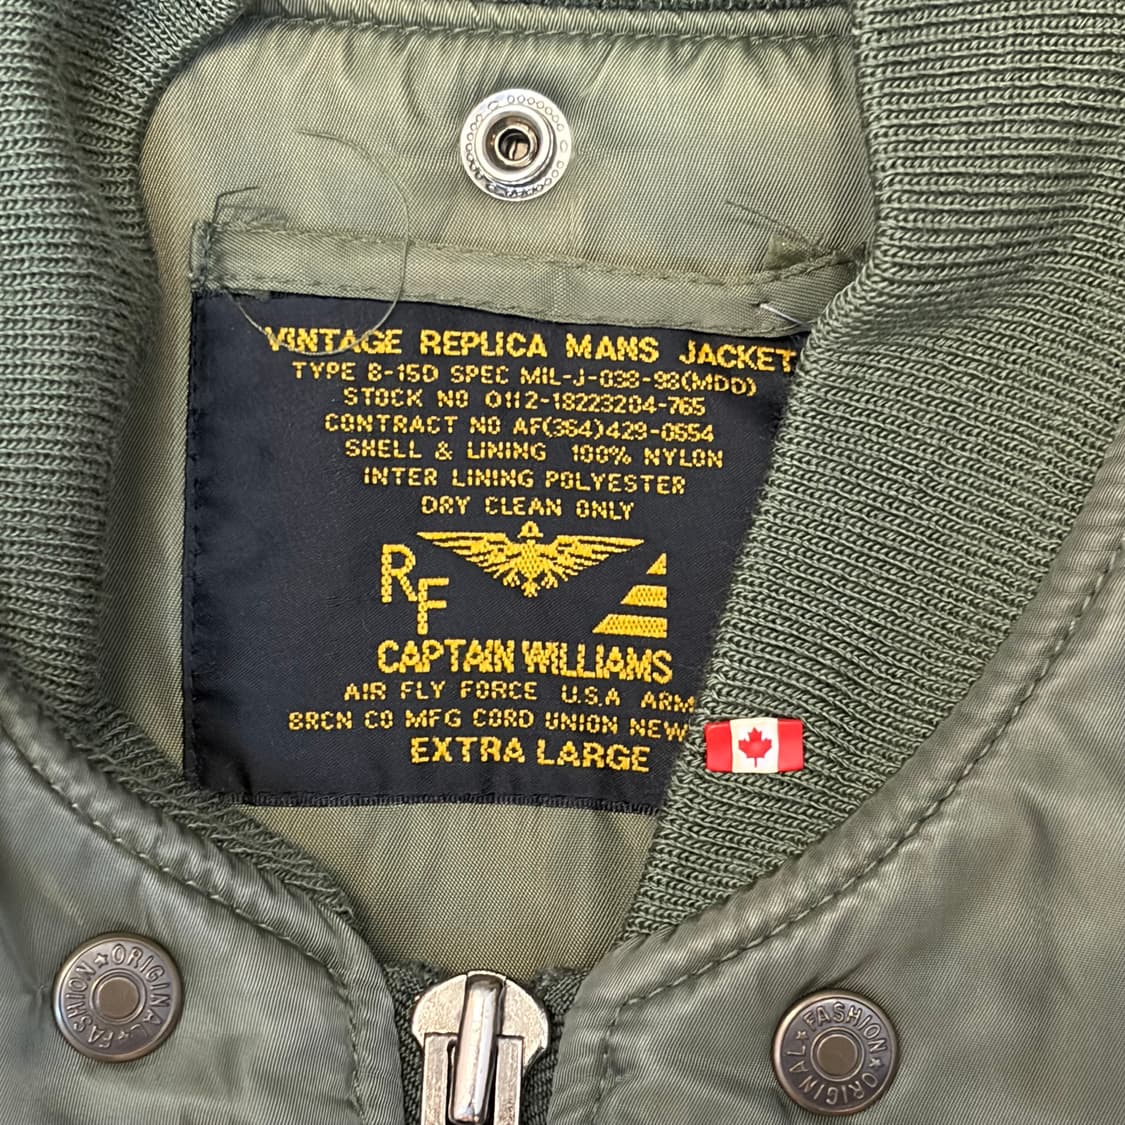 VINTAGE REPLICA MANS JACKET
TYPE B-15D SPEC MIL-J-038-98(MDD)
STOCK NO 0112-18223204-765
CONTRACT NO AF(364)429-0654
SHELL & LINING 100% NYLON
INTER LINING POLYESTER
DRY CLEAN ONLY
RF
CAPTAIN WILLIAMS
AIR FLY FORCE U.S.A ARM
BRCN CO MFG CORD UNION NEW
EXTRA LARGE
FASHION ORIGINAL
FASHION ORIGINAL